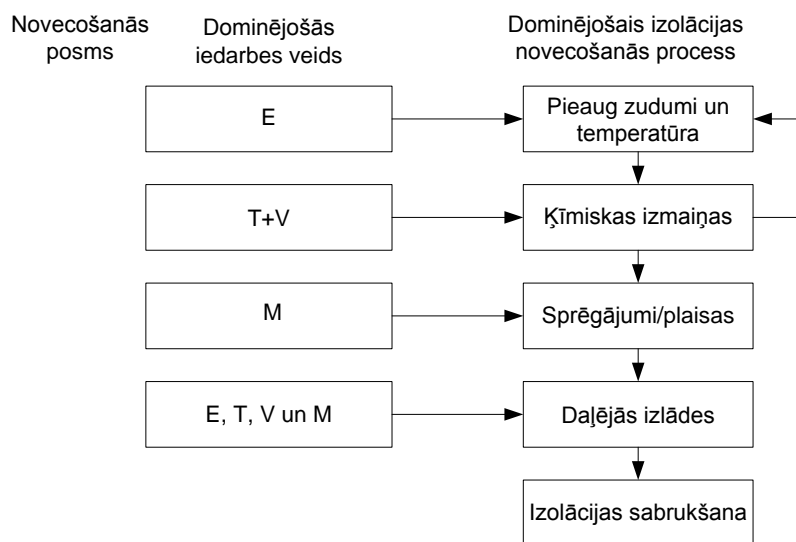 Novecošanās
posms
Dominējošās
iedarbes veids
Dominējošais izolācijas
novecošanās process
E
Pieaug zudumi un
temperatūra
T+V
Ķīmiskas izmaiņas
M
Sprēgājumi/plaisas
E, T, V un M
Daļējās izlādes
Izolācijas sabrukšana